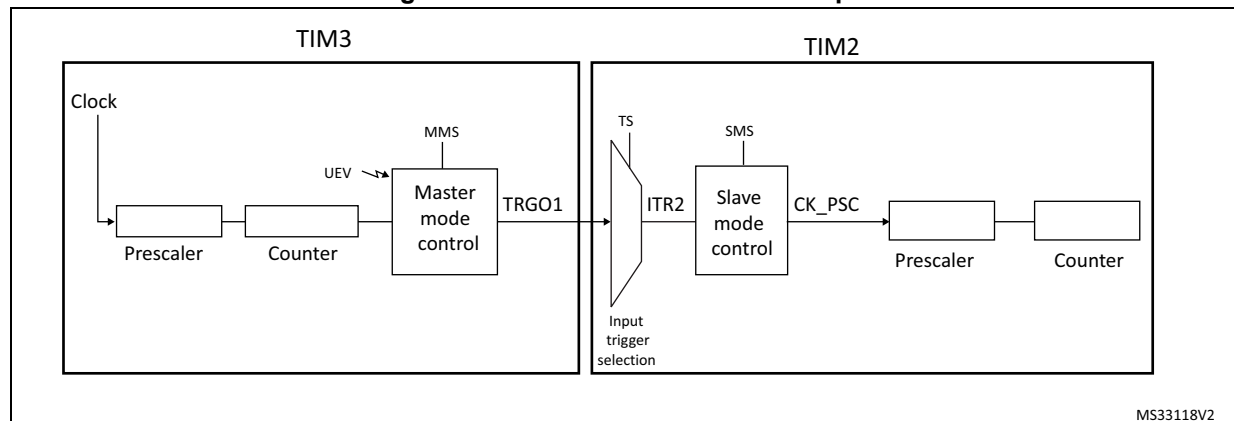 TIM3
TIM2
Clock
MMS
TS
SMS
UEV
Master
mode
control
TRGO1
ITR2
Slave
mode
control
CK_PSC
Prescaler
Counter
Prescaler
Counter
Input
trigger
selection
MS33118V2